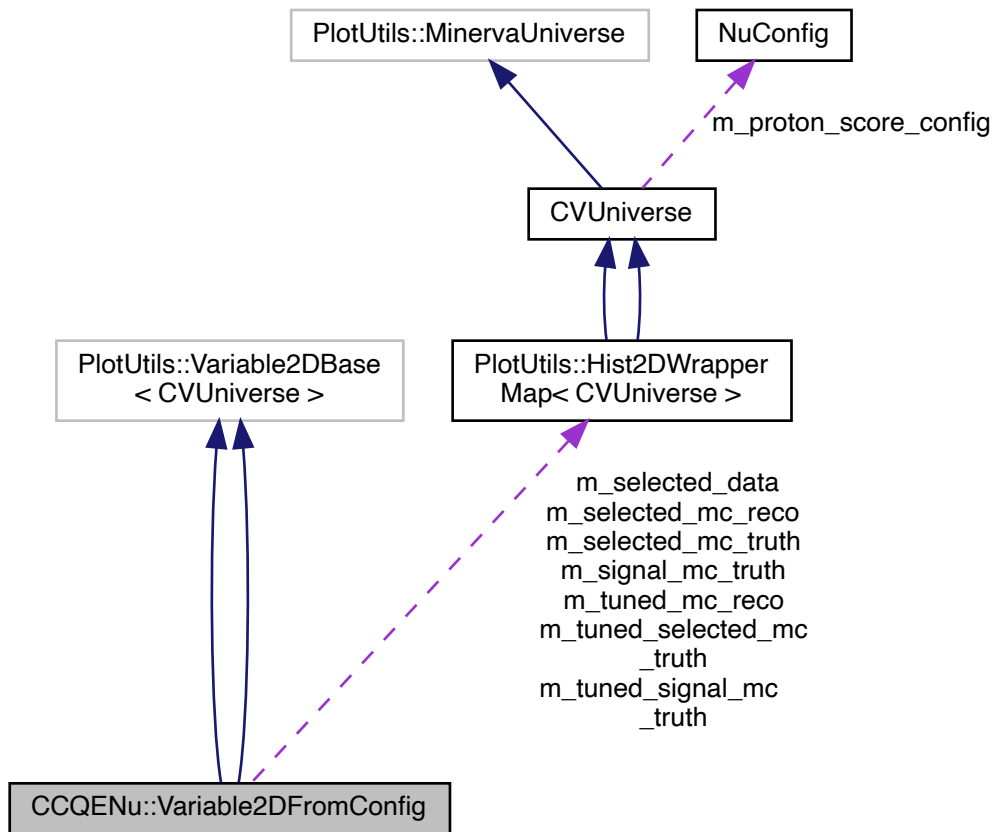 PlotUtils::MinervaUniverse
NuConfig
m_proton_score_config
CVUniverse
PlotUtils::Variable2DBase
< CVUniverse >
PlotUtils::Hist2DWrapper
Map< CVUniverse >
m_selected_data
m_selected_mc_reco
m_selected_mc_truth
m_signal_mc_truth
m_tuned_mc_reco
m_tuned_selected_mc
_truth
m_tuned_signal_mc
_truth
CCQENu::Variable2DFromConfig